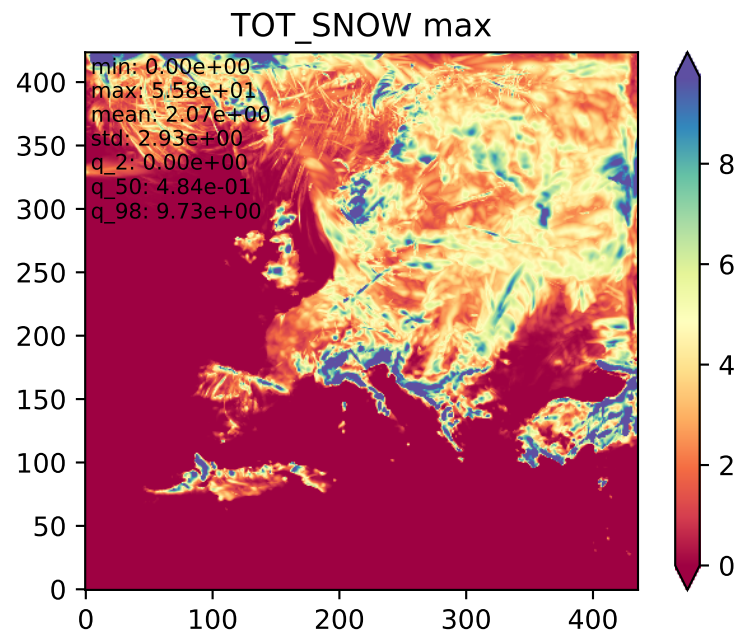 TOT_SNOW max
min: 0.00e+00
max: 5.58e+01
mean: 2.07e+00
std: 2.93e+00
q_2: 0.00e+00
q_50: 4.84e-01
q_98: 9.73e+00
400
350
300
250
200
150
100
50
0
0 100 200 300 400
8
6
4
2
0